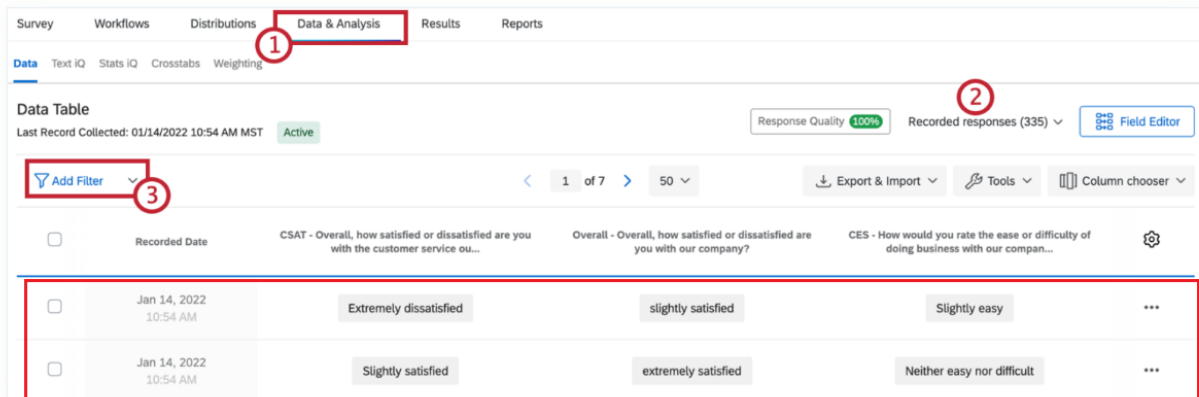 Survey Workflows Distributions Data & Analysis Results Reports
1
Data Text iQ Stats iQ Crosstabs Weighting
2
Data Table
Response Quality 100% Recorded responses (335) Field Editor
Last Record Collected: 01/14/2022 10:54 AM MST Active
Add Filter 1 of 7 50 Export & Import Tools Column chooser
3
Recorded Date
CSAT - Overall, how satisfied or dissatisfied are you
with the customer service ou...
Overall - Overall, how satisfied or dissatisfied are
you with our company?
CES - How would you rate the ease or difficulty of
doing business with our compan...
Jan 14, 2022
10:54 AM
Extremely dissatisfied slightly satisfied Slightly easy
Jan 14, 2022
10:54 AM
Slightly satisfied extremely satisfied Neither easy nor difficult